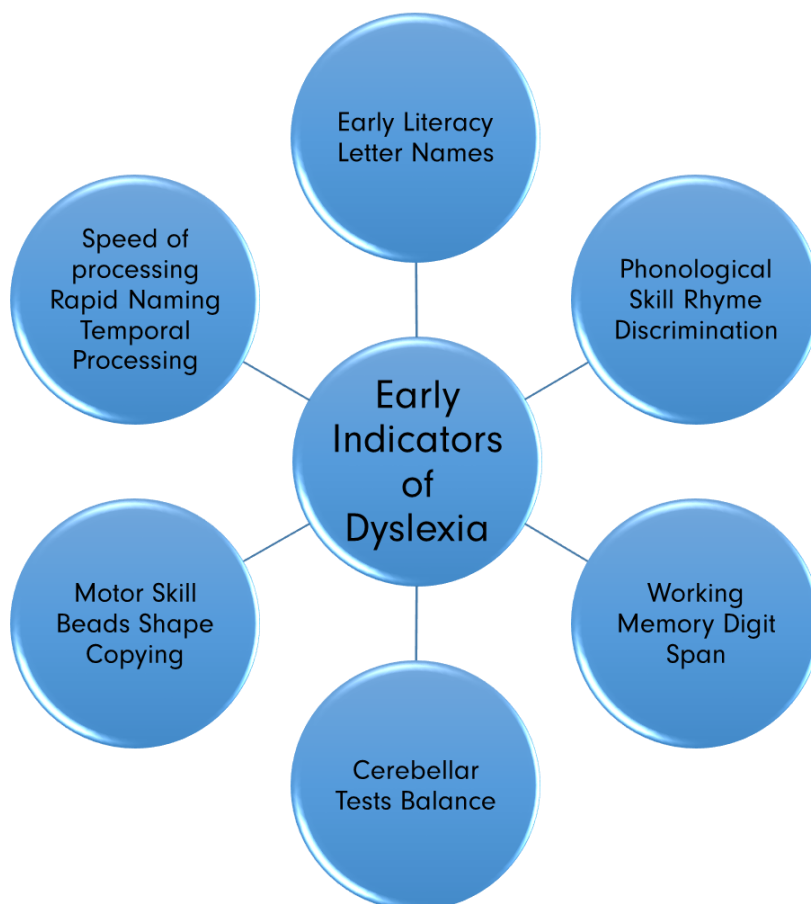 Early Literacy
Letter Names
Speed of
processing
Rapid Naming
Temporal
Processing
Phonological
Skill Rhyme
Discrimination
Early
Indicators
of
Dyslexia
Motor Skill
Beads Shape
Copying
Working
Memory Digit
Span
Cerebellar
Tests Balance